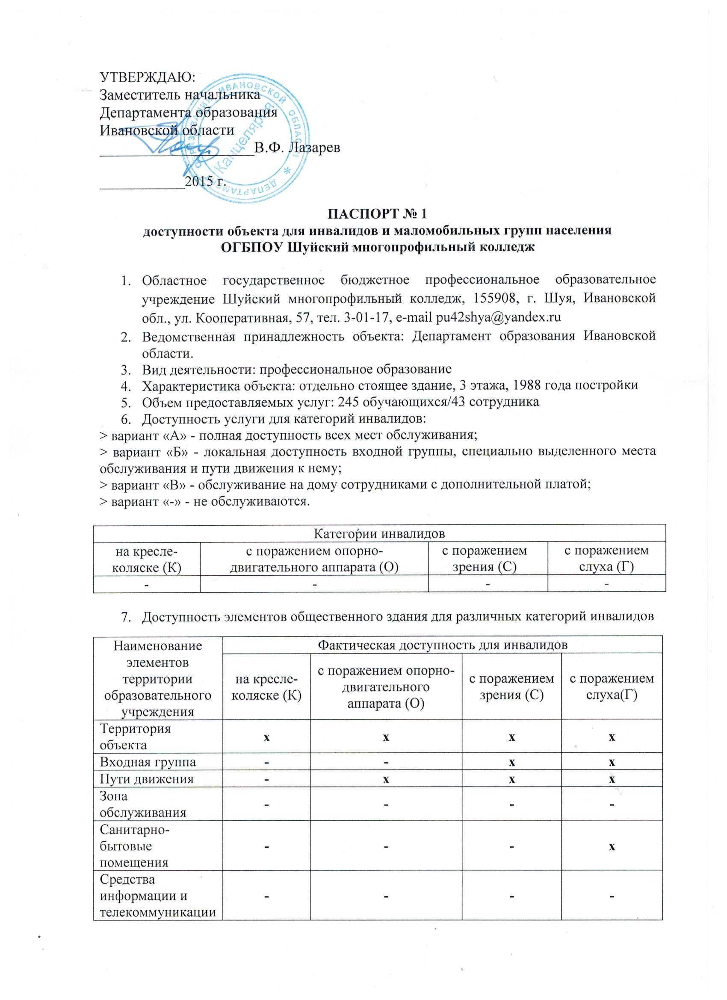 УТВЕРЖДАЮ:
Заместитель начальника
Департамента образования
Ивановской области
____________________В.Ф. Лазарев
___________2015 г.
ДЕПАРТАМЕНТ ОБРАЗОВАНИЯ ИВАНОВСКОЙ ОБЛАСТИ *
Канцелярия
ПАСПОРТ № 1
доступности объекта для инвалидов и маломобильных групп населения
ОГБПОУ Шуйский многопрофильный колледж
1. Областное государственное бюджетное профессиональное образовательное
учреждение Шуйский многопрофильный колледж, 155908, г. Шуя, Ивановской
обл., ул. Кооперативная, 57, тел. 3-01-17, e-mail pu42shya@yandex.ru
2. Ведомственная принадлежность объекта: Департамент образования Ивановской
области.
3. Вид деятельности: профессиональное образование
4. Характеристика объекта: отдельно стоящее здание, 3 этажа, 1988 года постройки
5. Объем предоставляемых услуг: 245 обучающихся/43 сотрудника
6. Доступность услуги для категорий инвалидов:
> вариант «А» - полная доступность всех мест обслуживания;
> вариант «Б» - локальная доступность входной группы, специально выделенного места
обслуживания и пути движения к нему;
> вариант «В» - обслуживание на дому сотрудниками с дополнительной платой;
> вариант «-» - не обслуживаются.
Категории инвалидов
на кресле-
коляске (К)
с поражением опорно-
двигательного аппарата (О)
с поражением
зрения (С)
с поражением
слуха (Г)
- - - -
7. Доступность элементов общественного здания для различных категорий инвалидов
Наименование
элементов
территории
образовательного
учреждения
Фактическая доступность для инвалидов
на кресле-
коляске (К)
с поражением опорно-
двигательного
аппарата (О)
с поражением
зрения (С)
с поражением
слуха(Г)
Территория
объекта
x x x x
Входная группа - - x x
Пути движения - x x x
Зона
обслуживания
- - - -
Санитарно-
бытовые
помещения
- - - x
Средства
информации и
телекоммуникации
- - - -